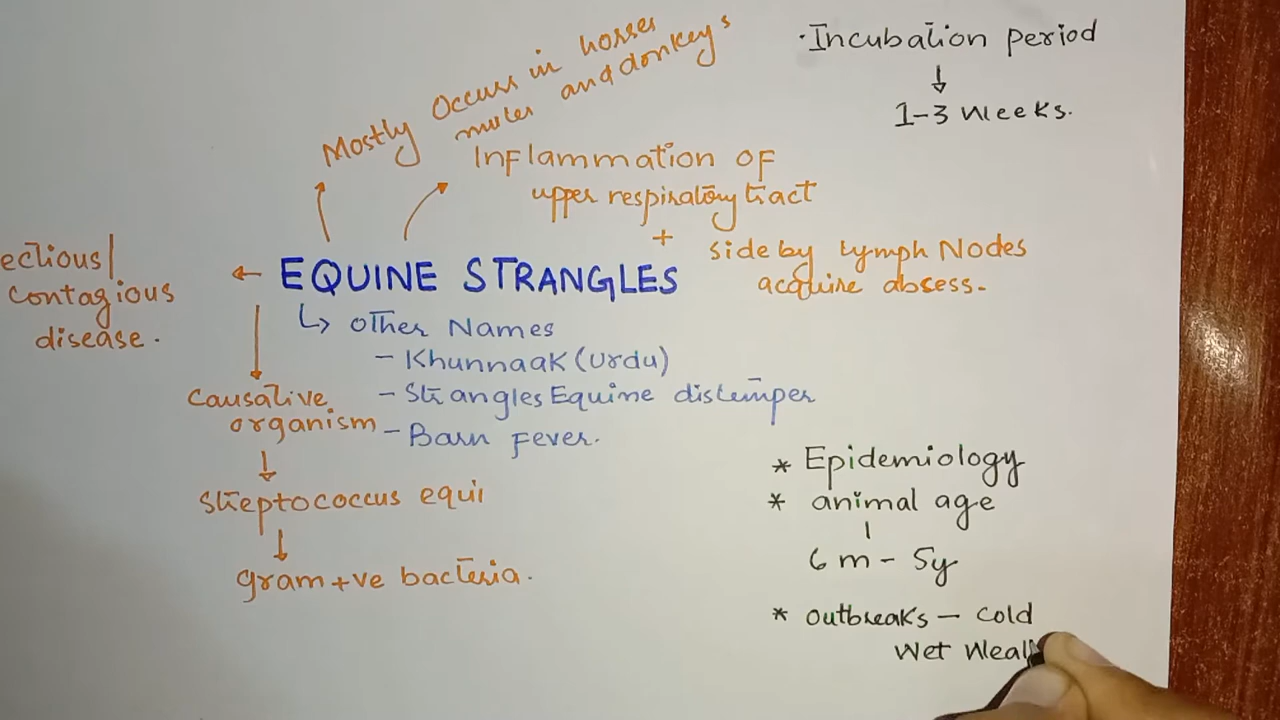 Mostly Occurs in horses
mules and donkeys
·Incubation period
1-3 weeks.
Inflammation of
upper respiratory tract
+
side by lymph Nodes
acquire abscess.
ectious/
contagious
disease.
EQUINE STRANGLES
other Names
- Khunnaak (urdu)
- Strangles Equine distemper
- Barn Fever.
Causative
organism
Streptococcus equi
gram +ve bacteria.
* Epidemiology
* animal age
6 m - 5y
* outbreaks - cold
wet